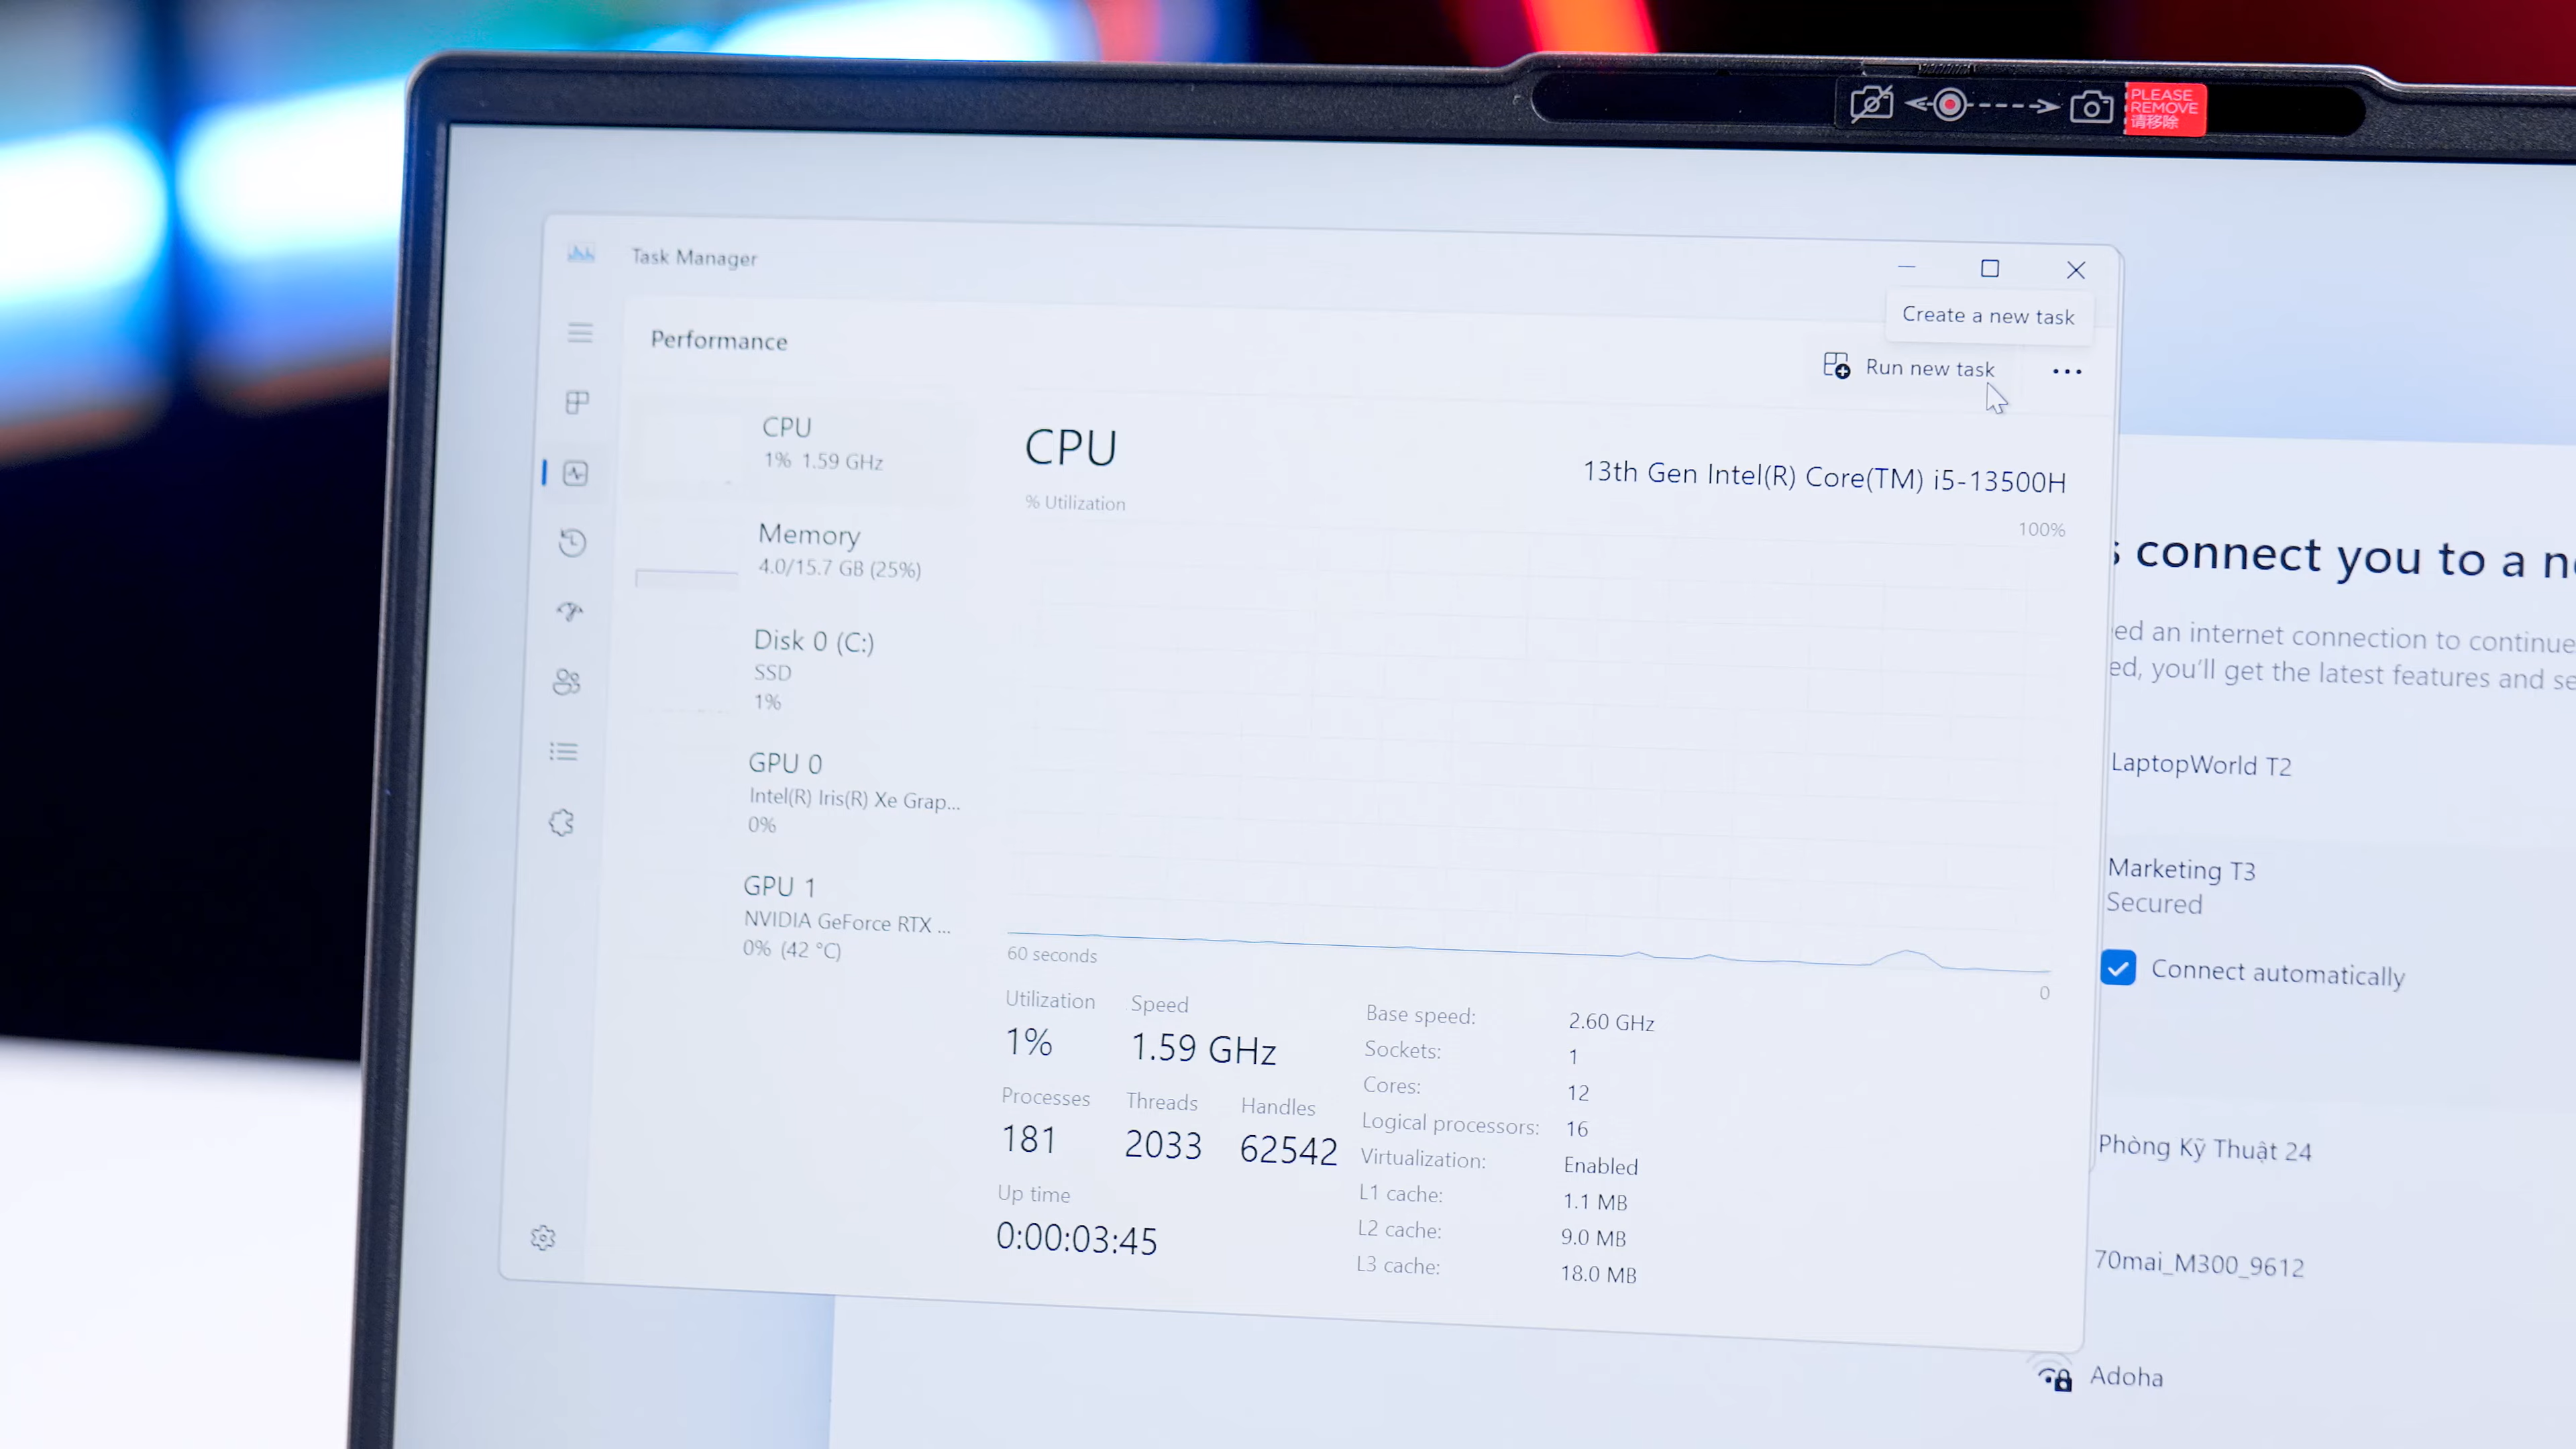 PLEASE
REMOVE
请移除
Task Manager
Create a new task
Performance
Run new task
CPU
1% 1.59 GHz
Memory
4.0/15.7 GB (25%)
Disk 0 (C:)
SSD
1%
GPU 0
Intel(R) Iris(R) Xe Grap...
0%
GPU 1
NVIDIA GeForce RTX ...
0% (42 °C)
CPU
13th Gen Intel(R) Core(TM) i5-13500H
% Utilization
100%
60 seconds
0
Utilization
1%
Speed
1.59 GHz
Processes
181
Threads
2033
Handles
62542
Up time
0:00:03:45
Base speed: 2.60 GHz
Sockets: 1
Cores: 12
Logical processors: 16
Virtualization: Enabled
L1 cache: 1.1 MB
L2 cache: 9.0 MB
L3 cache: 18.0 MB
s connect you to a n
ed an internet connection to continue
ed, you'll get the latest features and se
LaptopWorld T2
Marketing T3
Secured
Connect automatically
Phòng Kỹ Thuật 24
70mai_M300_9612
Adoha